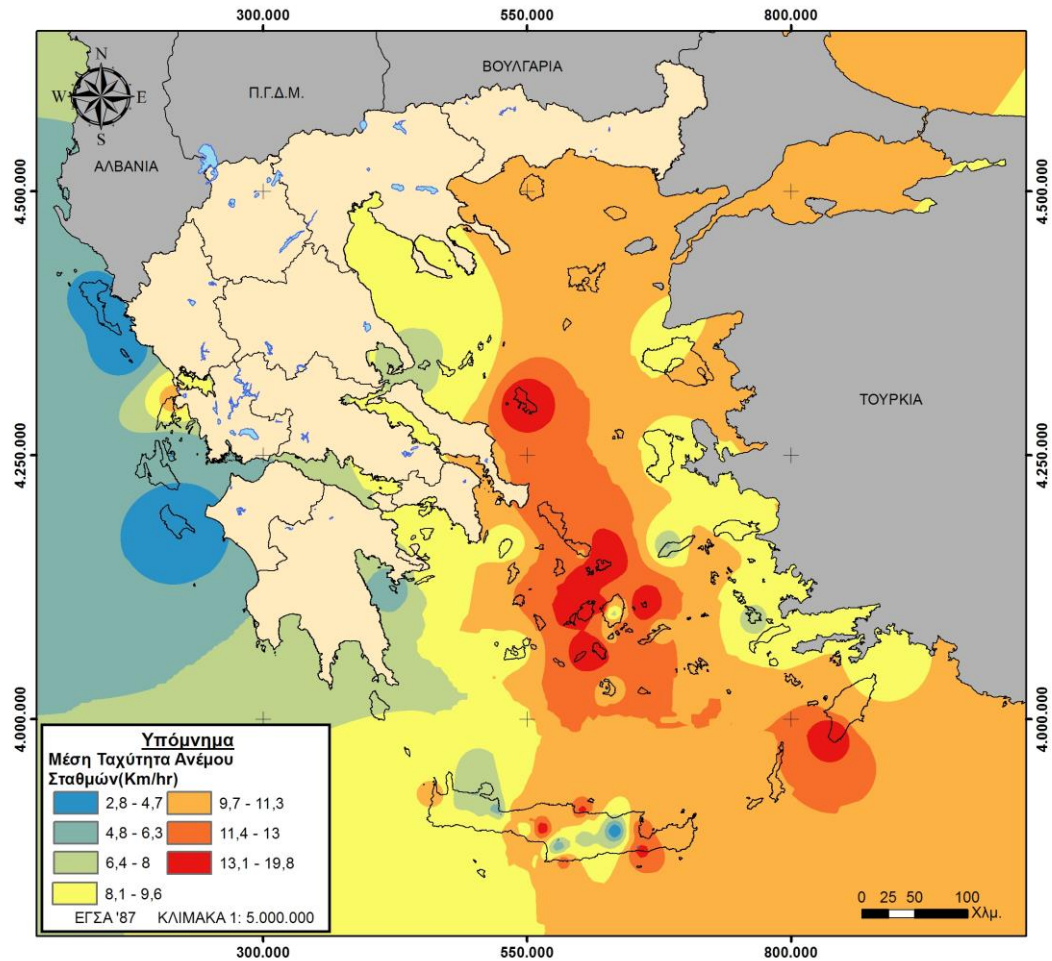 300.000 550.000 800.000
N
W E
S
ΒΟΥΛΓΑΡΙΑ
Π.Γ.Δ.Μ.
ΑΛΒΑΝΙΑ
4.500.000 4.500.000
ΤΟΥΡΚΙΑ
4.250.000 4.250.000
4.000.000 4.000.000
Υπόμνημα
Μέση Ταχύτητα Ανέμου
Σταθμών(Km/hr)
2,8 - 4,7 9,7 - 11,3
4,8 - 6,3 11,4 - 13
6,4 - 8 13,1 - 19,8
8,1 - 9,6
ΕΓΣΑ '87 ΚΛΙΜΑΚΑ 1: 5.000.000
0 25 50 100
Χλμ.
300.000 550.000 800.000